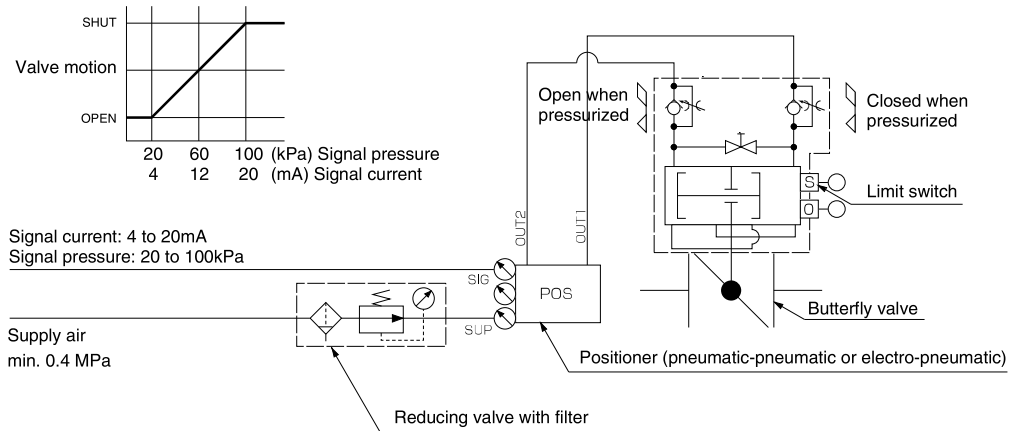 SHUT
Valve motion
OPEN
20 60 100 (kPa) Signal pressure
4 12 20 (mA) Signal current
Open when
pressurized
Closed when
pressurized
S
O
Limit switch
OUT2
OUT1
Signal current: 4 to 20mA
Signal pressure: 20 to 100kPa
SIG
POS
SUP
Butterfly valve
Supply air
min. 0.4 MPa
Positioner (pneumatic-pneumatic or electro-pneumatic)
Reducing valve with filter